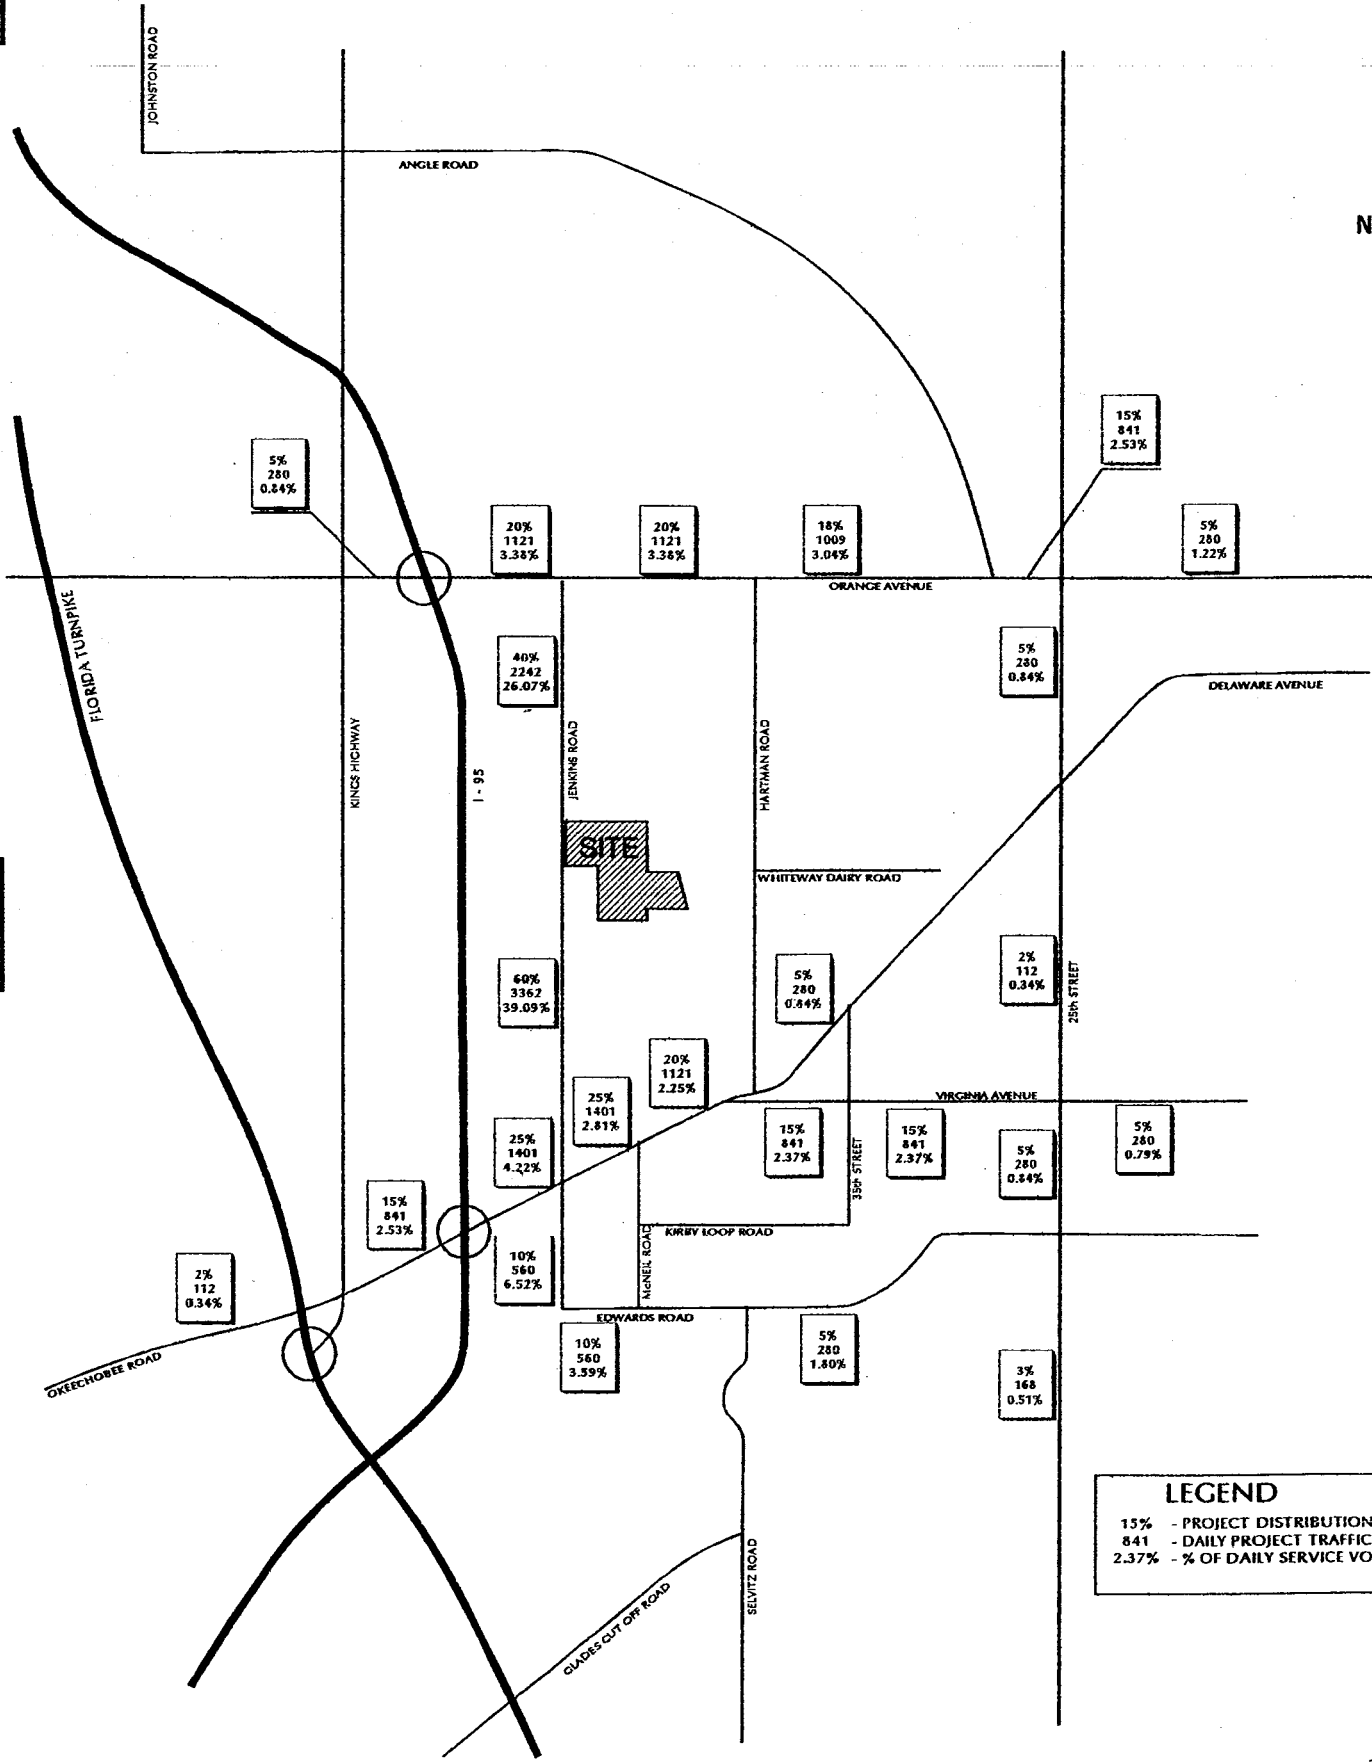 JOHNSTON ROAD
ANGLE ROAD
N
15%
841
2.53%
5%
280
0.84%
20%
1121
3.38%
20%
1121
3.38%
18%
1009
3.04%
5%
280
1.22%
ORANGE AVENUE
FLORIDA TURNPIKE
40%
2242
26.07%
5%
280
0.84%
DELAWARE AVENUE
KINGS HIGHWAY
I - 95
JENKINS ROAD
HARTMAN ROAD
SITE
WHITEWAY DAIRY ROAD
60%
3362
39.09%
5%
280
0.84%
2%
112
0.34%
25th STREET
20%
1121
2.25%
25%
1401
2.81%
VIRGINIA AVENUE
25%
1401
4.22%
15%
841
2.37%
35th STREET
15%
841
2.37%
5%
280
0.84%
5%
280
0.79%
15%
841
2.53%
KIRBY LOOP ROAD
McNEIL ROAD
10%
560
6.52%
2%
112
0.34%
EDWARDS ROAD
OKEECHOBEE ROAD
10%
560
3.59%
5%
280
1.80%
3%
168
0.51%
SELVITZ ROAD
GLADES CUT OFF ROAD
LEGEND
15% - PROJECT DISTRIBUTION
841 - DAILY PROJECT TRAFFIC
2.37% - % OF DAILY SERVICE VO